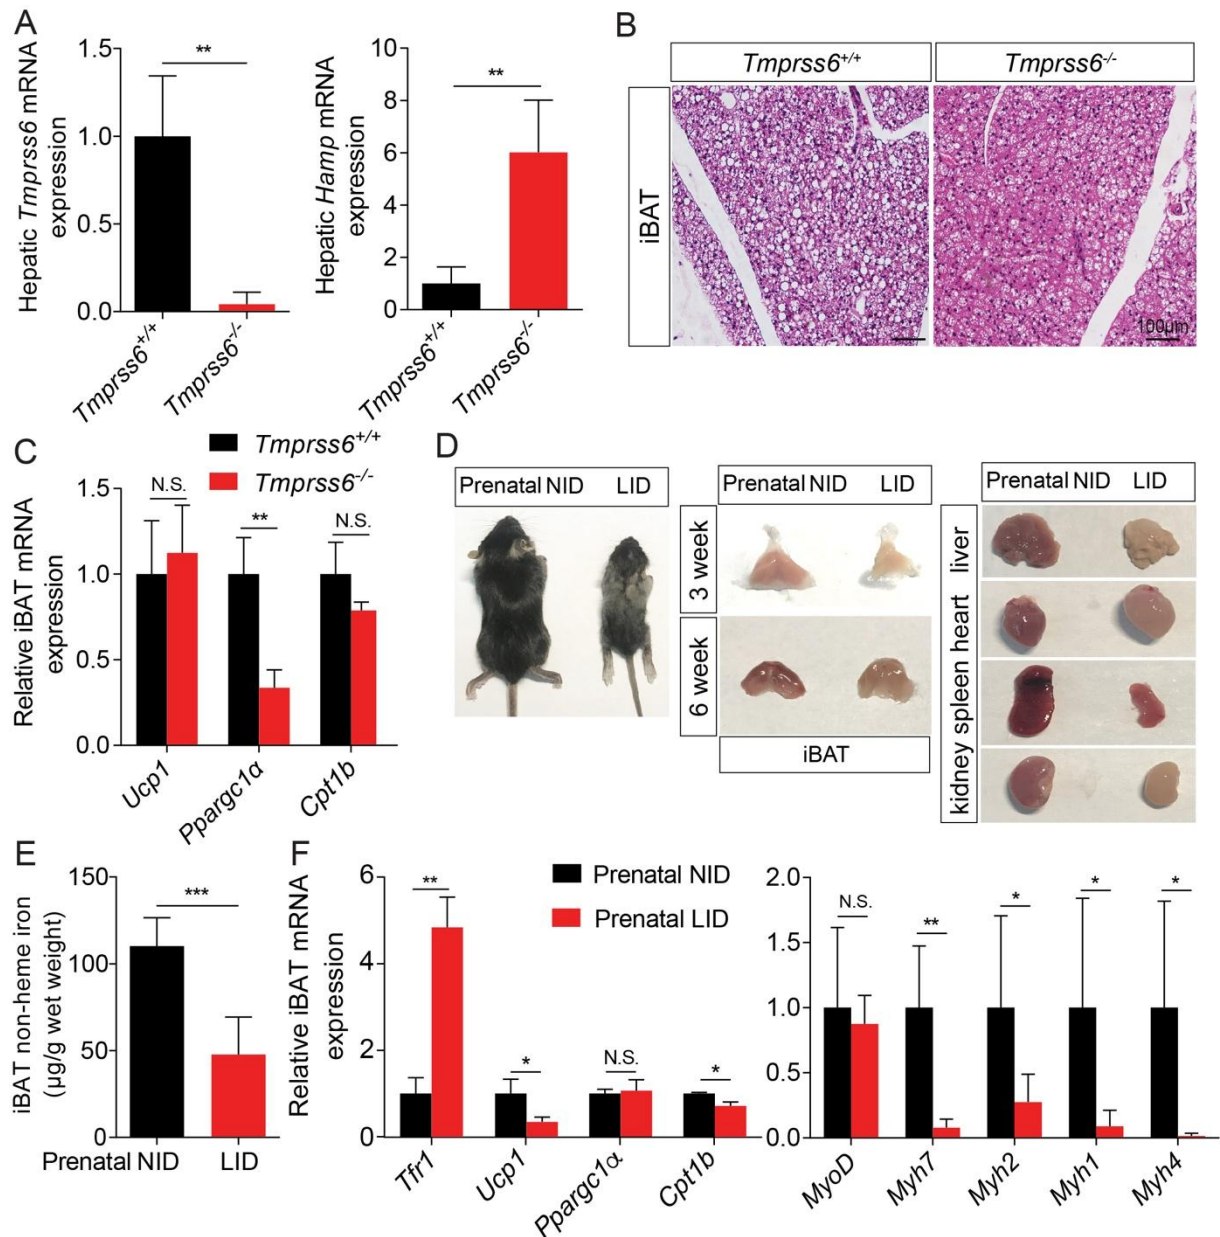 A
Hepatic Tmprss6 mRNA
expression
1.5
1.0
0.5
0.0
**
Tmprss6+/+
Tmprss6-/-
Hepatic Hamp mRNA
expression
10
8
6
4
2
0
**
Tmprss6+/+
Tmprss6-/-
B
Tmprss6+/+
Tmprss6-/-
iBAT
100µm
C
Tmprss6+/+
Tmprss6-/-
Relative iBAT mRNA
expression
1.5
1.0
0.5
0.0
N.S.
**
N.S.
Ucp1
Ppargc1α
Cpt1b
D
Prenatal NID LID
Prenatal NID LID
3 week
6 week
iBAT
Prenatal NID LID
kidney spleen heart liver
E
iBAT non-heme iron
(µg/g wet weight)
150
100
50
0
***
Prenatal NID LID
F
Prenatal NID
Prenatal LID
Relative iBAT mRNA
expression
6
4
2
0
**
*
N.S.
*
Tfr1
Ucp1
Ppargc1α
Cpt1b
2.0
1.5
1.0
0.5
0.0
N.S.
**
*
*
*
MyoD
Myh7
Myh2
Myh1
Myh4